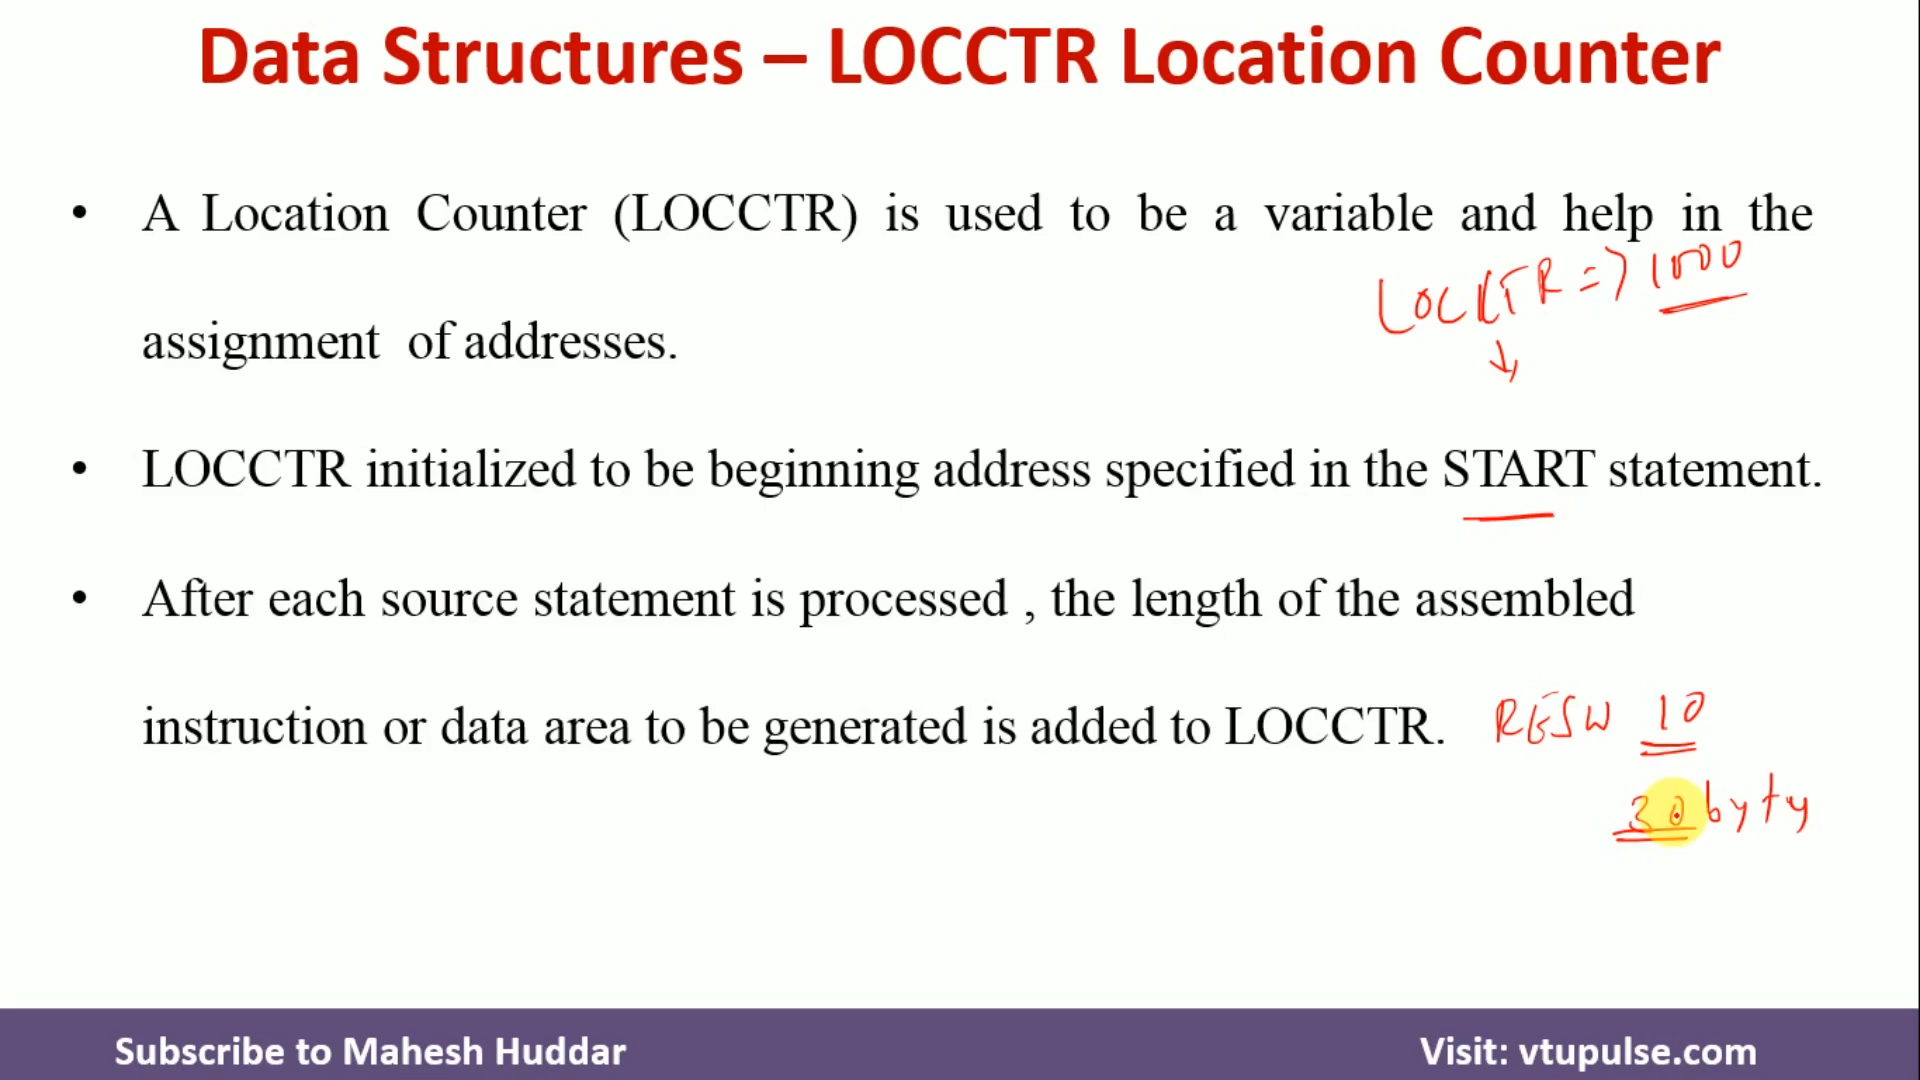 Data Structures – LOCCTR Location Counter
• A Location Counter (LOCCTR) is used to be a variable and help in the
LOCCTR => 1000
assignment of addresses.
• LOCCTR initialized to be beginning address specified in the START statement.
• After each source statement is processed , the length of the assembled
instruction or data area to be generated is added to LOCCTR.
RESW 10
30 byty
Subscribe to Mahesh Huddar
Visit: vtupulse.com